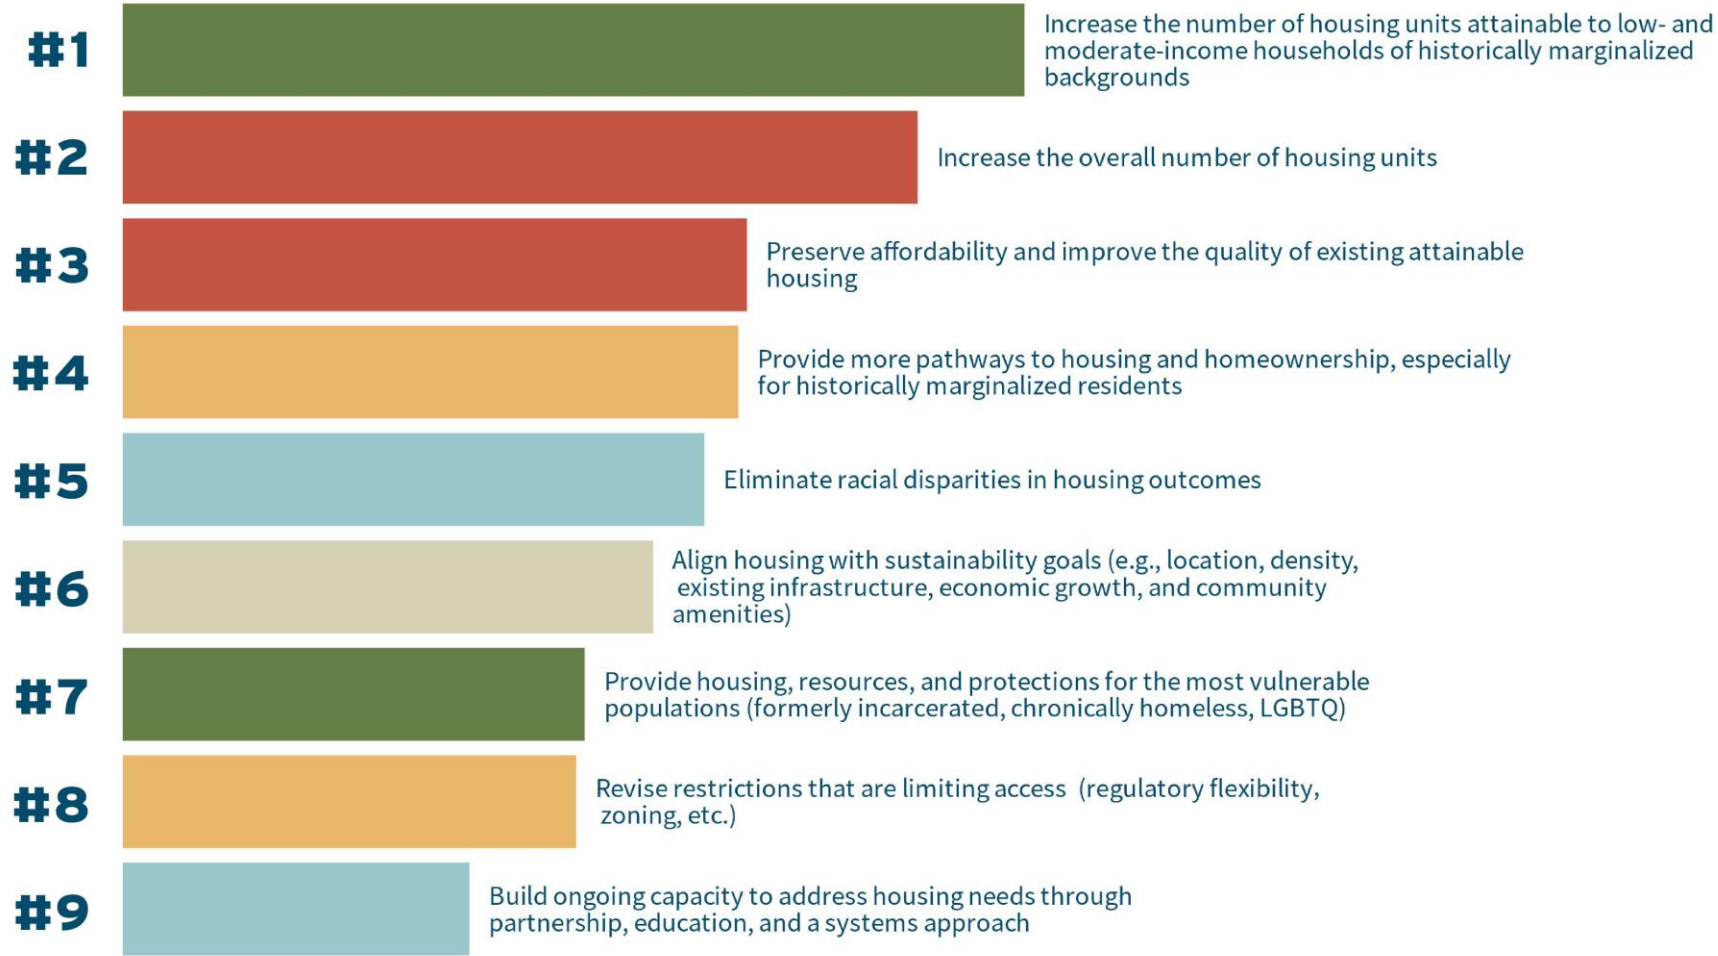 #1
Increase the number of housing units attainable to low- and
moderate-income households of historically marginalized
backgrounds
#2
Increase the overall number of housing units
#3
Preserve affordability and improve the quality of existing attainable
housing
#4
Provide more pathways to housing and homeownership, especially
for historically marginalized residents
#5
Eliminate racial disparities in housing outcomes
#6
Align housing with sustainability goals (e.g., location, density,
existing infrastructure, economic growth, and community
amenities)
#7
Provide housing, resources, and protections for the most vulnerable
populations (formerly incarcerated, chronically homeless, LGBTQ)
#8
Revise restrictions that are limiting access (regulatory flexibility,
zoning, etc.)
#9
Build ongoing capacity to address housing needs through
partnership, education, and a systems approach